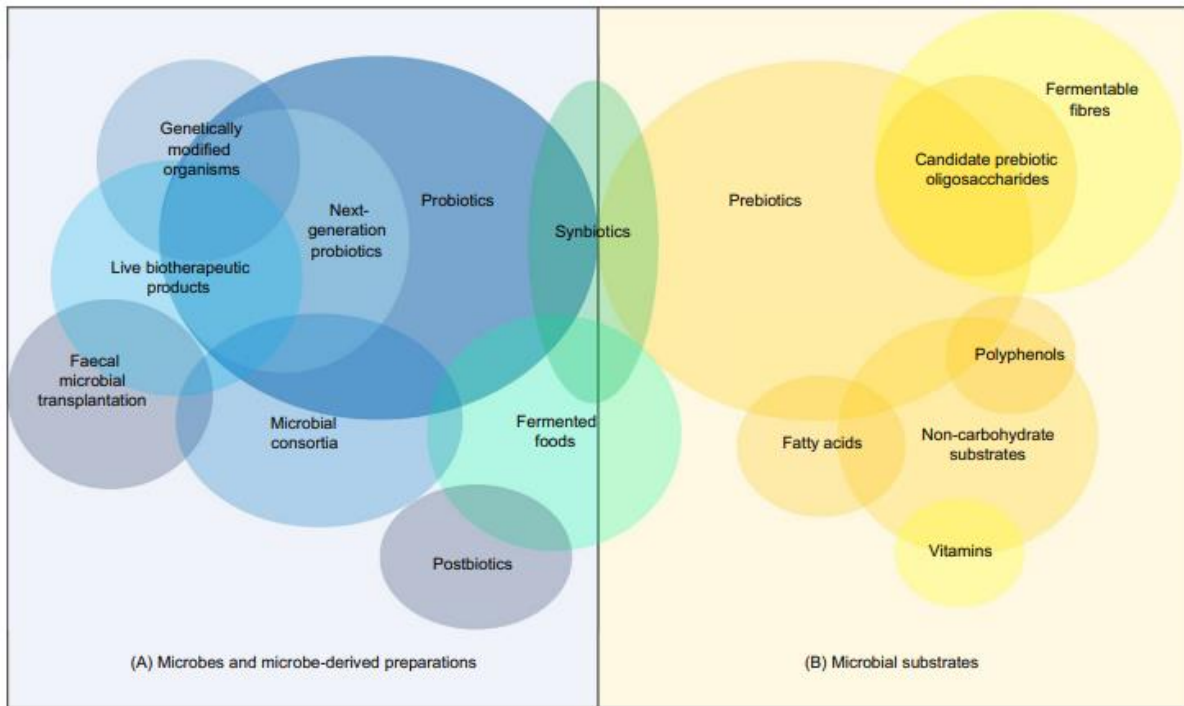 Genetically
modified
organisms
Probiotics
Next-
generation
probiotics
Live biotherapeutic
products
Faecal
microbial
transplantation
Microbial
consortia
Synbiotics
Fermented
foods
Postbiotics
(A) Microbes and microbe-derived preparations
Fermentable
fibres
Candidate prebiotic
oligosaccharides
Prebiotics
Polyphenols
Fatty acids
Non-carbohydrate
substrates
Vitamins
(B) Microbial substrates